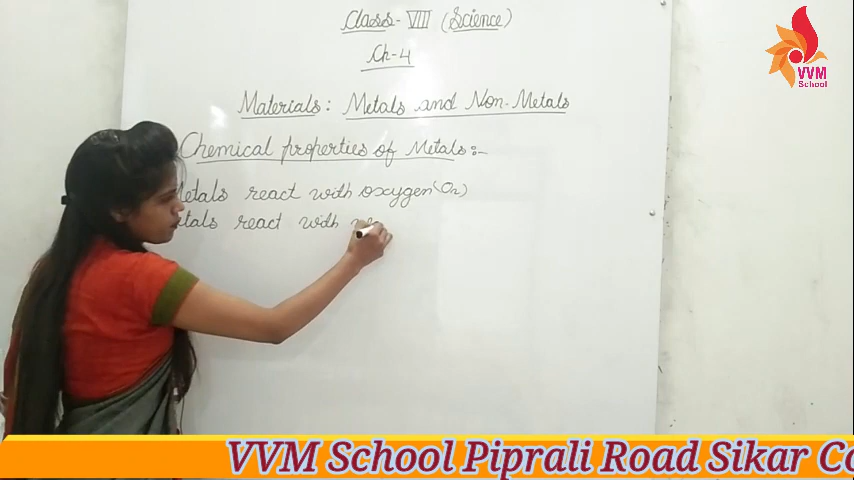 Class - VIII (Science)
Ch-4
Materials: Metals and Non-Metals
Chemical properties of Metals :-
etals react with oxygen (O2)
tals react with
VVM
School
VVM School Piprali Road Sikar Co